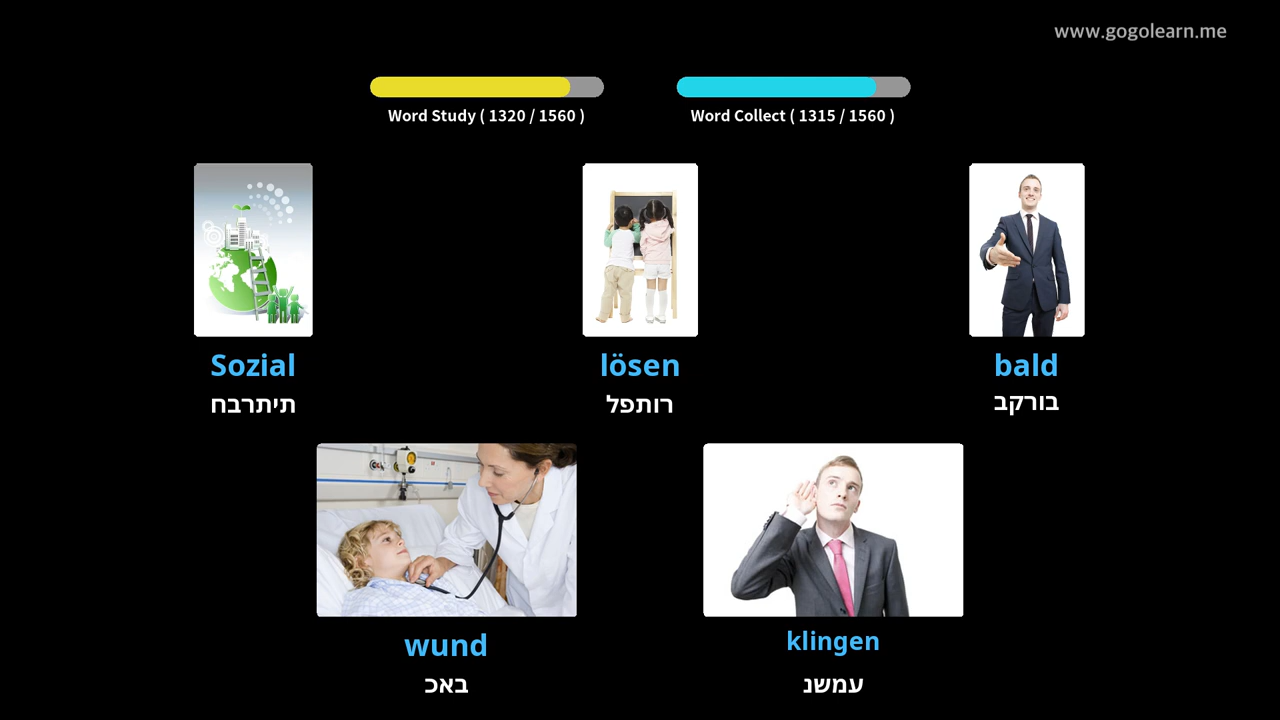 www.gogolearn.me
Word Study ( 1320 / 1560 )
Word Collect ( 1315 / 1560 )
Sozial
תיתרבח
lösen
רותפל
bald
בורקב
wund
באכ
klingen
עמשנ